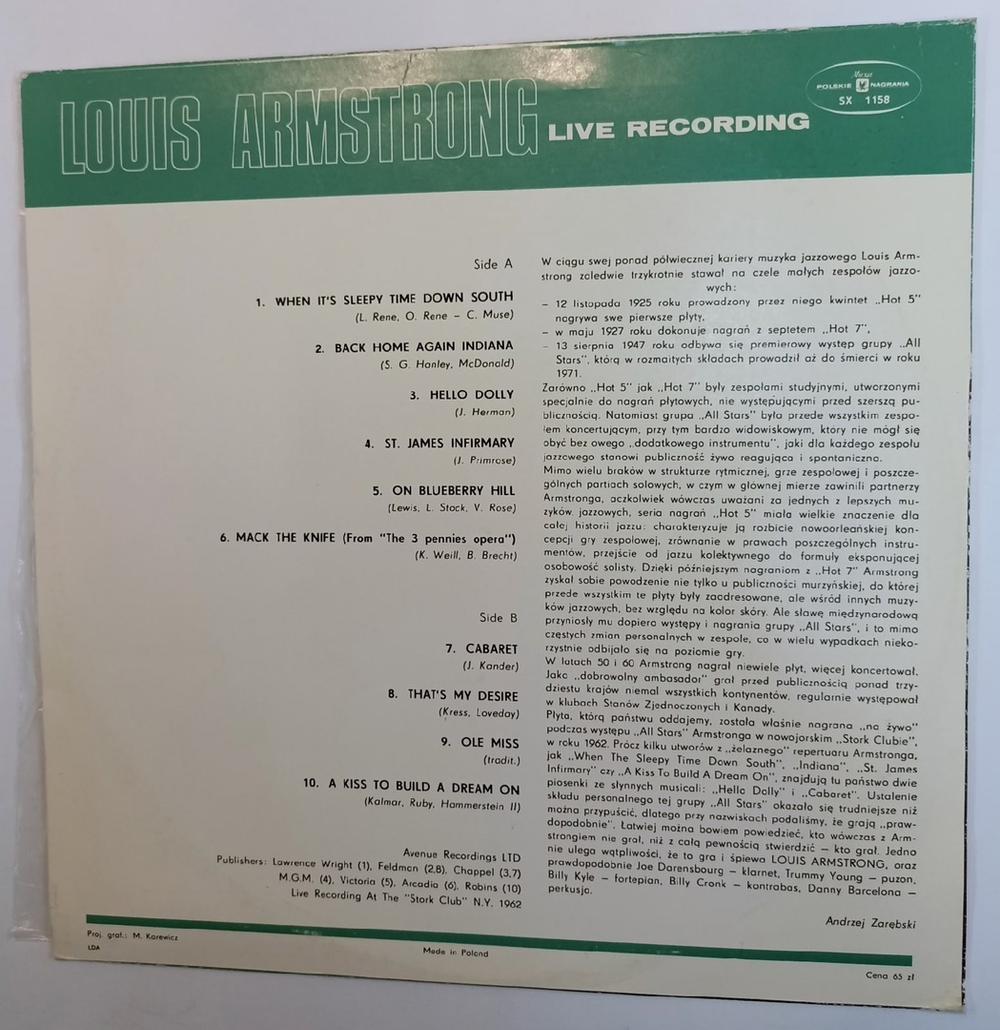 LOUIS ARMSTRONG LIVE RECORDING
Muza
POLSKIE NAGRANIA
SX 1158
Side A
1. WHEN IT'S SLEEPY TIME DOWN SOUTH
(L. Rene, O. Rene – C. Muse)
2. BACK HOME AGAIN INDIANA
(S. G. Hanley, McDonald)
3. HELLO DOLLY
(J. Herman)
4. ST. JAMES INFIRMARY
(J. Primrose)
5. ON BLUEBERRY HILL
(Lewis, L. Stock, V. Rose)
6. MACK THE KNIFE (From "The 3 pennies opera")
(K. Weill, B. Brecht)
Side B
7. CABARET
(J. Kander)
8. THAT'S MY DESIRE
(Kress, Loveday)
9. OLE MISS
(tradit.)
10. A KISS TO BUILD A DREAM ON
(Kalmar, Ruby, Hammerstein II)
Avenue Recordings LTD
Publishers: Lawrence Wright (1), Feldman (2,8), Chappel (3,7)
M.G.M. (4), Victoria (5), Arcadia (6), Robins (10)
Live Recording At The "Stork Club" N.Y. 1962
W ciągu swej ponad półwiecznej kariery muzyka jazzowego Louis Arm-
strong zaledwie trzykrotnie stawał na czele małych zespołów jazzo-
wych:
– 12 listopada 1925 roku prowadzony przez niego kwintet „Hot 5"
nagrywa swe pierwsze płyty,
– w maju 1927 roku dokonuje nagrań z septetem „Hot 7",
– 13 sierpnia 1947 roku odbywa się premierowy występ grupy „All
Stars", którą w rozmaitych składach prowadził aż do śmierci w roku
1971.
Zarówno „Hot 5" jak „Hot 7" były zespołami studyjnymi, utworzonymi
specjalnie do nagrań płytowych, nie występującymi przed szerszą pu-
blicznością. Natomiast grupa „All Stars" była przede wszystkim zespo-
łem koncertującym, przy tym bardzo widowiskowym, który nie mógł się
obyć bez owego „dodatkowego instrumentu", jaki dla każdego zespołu
jazzowego stanowi publiczność żywo reagująca i spontaniczna.
Mimo wielu braków w strukturze rytmicznej, grze zespołowej i poszcze-
gólnych partiach solowych, w czym w głównej mierze zawinili partnerzy
Armstronga, aczkolwiek wówczas uważani za jednych z lepszych mu-
zyków jazzowych, seria nagrań „Hot 5" miała wielkie znaczenie dla
całej historii jazzu: charakteryzuje ją rozbicie nowoorleańskiej kon-
cepcji gry zespołowej, zrównanie w prawach poszczególnych instru-
mentów, przejście od jazzu kolektywnego do formuły eksponującej
osobowość solisty. Dzięki późniejszym nagraniom z „Hot 7" Armstrong
zyskał sobie powodzenie nie tylko u publiczności murzyńskiej, do której
przede wszystkim te płyty były zaadresowane, ale wśród innych muzy-
ków jazzowych, bez względu na kolor skóry. Ale sławę międzynarodową
przyniosły mu dopiero występy i nagrania grupy „All Stars", i to mimo
częstych zmian personalnych w zespole, co w wielu wypadkach nieko-
rzystnie odbijało się na poziomie gry.
W latach 50 i 60 Armstrong nagrał niewiele płyt, więcej koncertował.
Jako „dobrowolny ambasador" grał przed publicznością ponad trzy-
dziestu krajów niemal wszystkich kontynentów, regularnie występował
w klubach Stanów Zjednoczonych i Kanady.
Płyta, którą państwu oddajemy, została właśnie nagrana „na żywo"
podczas występu „All Stars" Armstronga w nowojorskim „Stork Clubie",
w roku 1962. Prócz kilku utworów z „żelaznego" repertuaru Armstronga,
jak „When The Sleepy Time Down South", „Indiana", „St. James
Infirmary" czy „A Kiss To Build A Dream On", znajdują tu państwo dwie
piosenki ze słynnych musicali: „Hello Dolly" i „Cabaret". Ustalenie
składu personalnego tej grupy „All Stars" okazało się trudniejsze niż
można przypuścić, dlatego przy nazwiskach podaliśmy, że grają „praw-
dopodobnie". Łatwiej można bowiem powiedzieć, kto wówczas z Arm-
strongiem nie grał, niż z całą pewnością stwierdzić – kto grał. Jedno
nie ulega wątpliwości, że to gra i śpiewa LOUIS ARMSTRONG, oraz
prawdopodobnie Joe Darensbourg – klarnet, Trummy Young – puzon,
Billy Kyle – fortepian, Billy Cronk – kontrabas, Danny Barcelona –
perkusja.
Andrzej Zarębski
Proj. graf.: M. Karewicz
LDA
Made in Poland
Cena 65 zł